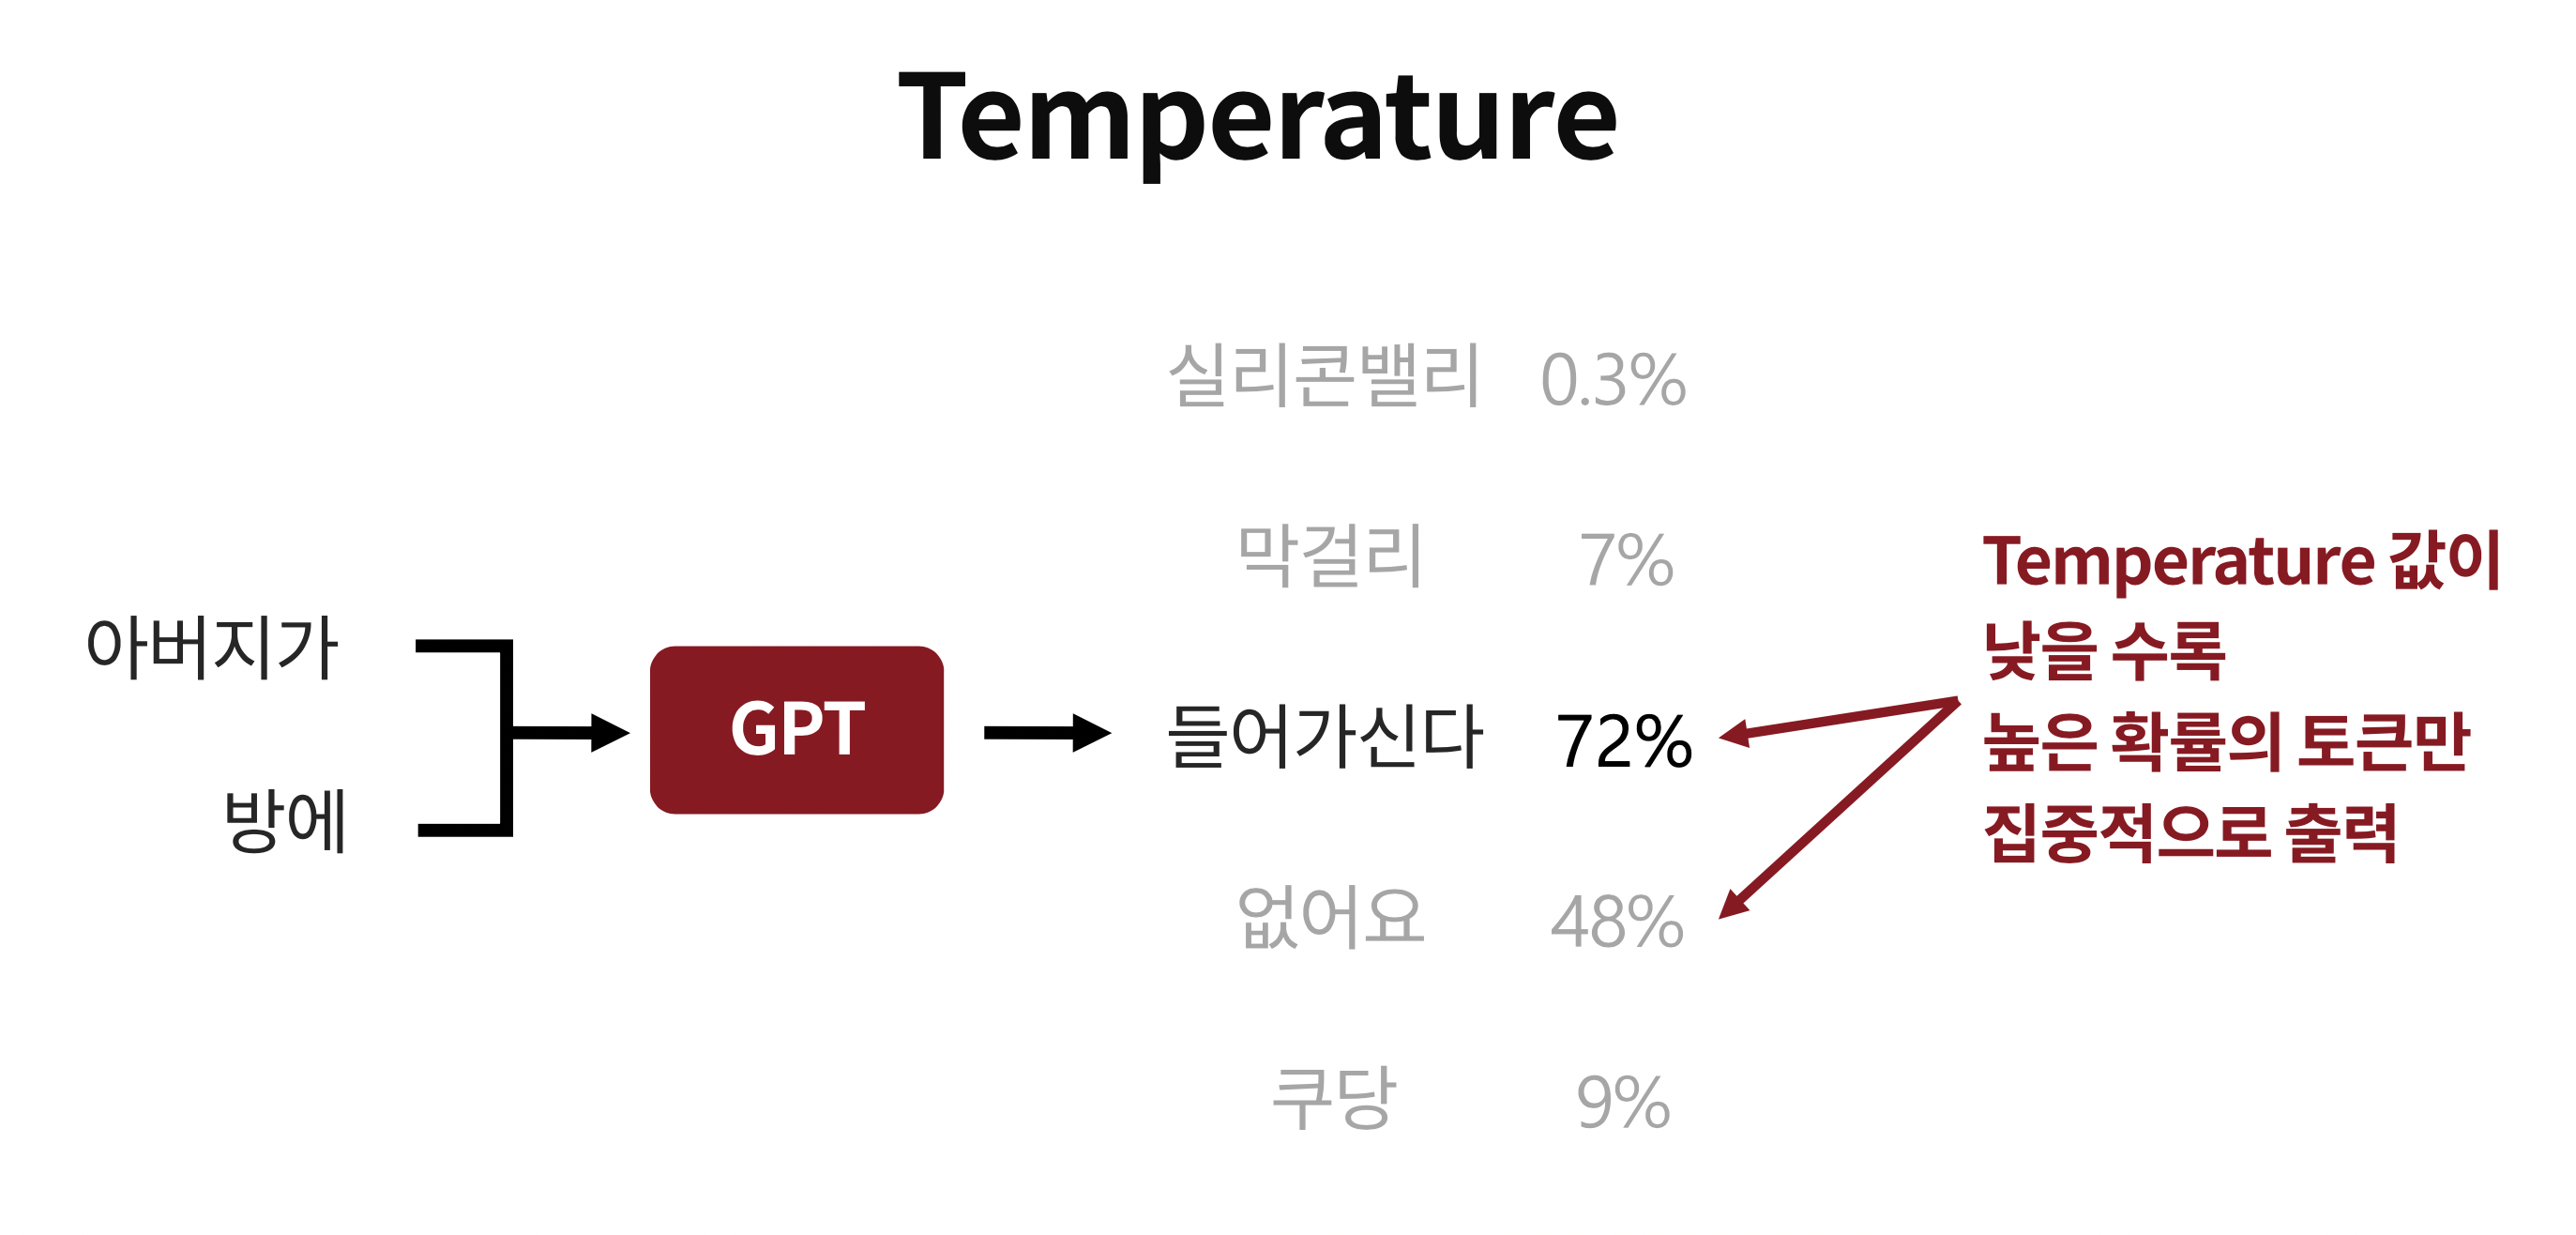 Temperature
실리콘밸리 0.3%
막걸리 7%
아버지가
방에
GPT
들어가신다 72%
없어요 48%
쿠당 9%
Temperature 값이
낮을 수록
높은 확률의 토큰만
집중적으로 출력